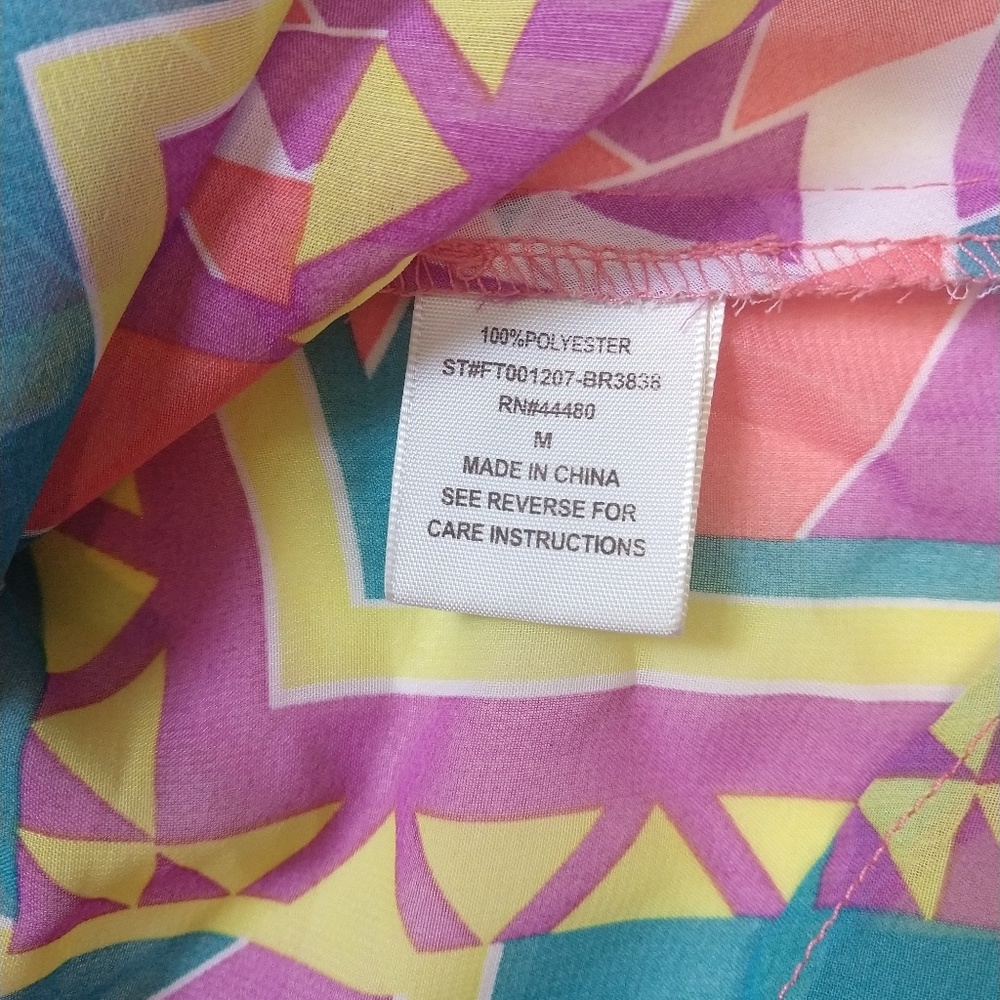 100%POLYESTER
ST#FT001207-BR3838
RN#44480
M
MADE IN CHINA
SEE REVERSE FOR
CARE INSTRUCTIONS